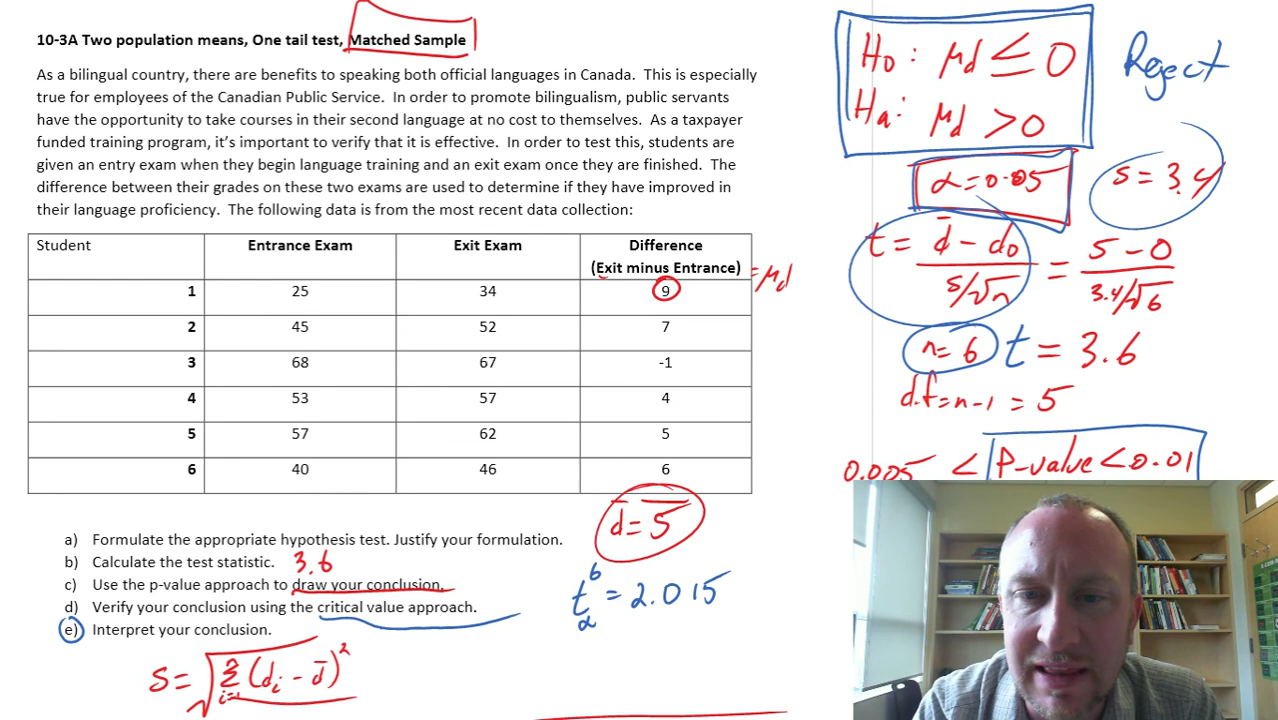 10-3A Two population means, One tail test, Matched Sample
As a bilingual country, there are benefits to speaking both official languages in Canada. This is especially
true for employees of the Canadian Public Service. In order to promote bilingualism, public servants
have the opportunity to take courses in their second language at no cost to themselves. As a taxpayer
funded training program, it's important to verify that it is effective. In order to test this, students are
given an entry exam when they begin language training and an exit exam once they are finished. The
difference between their grades on these two exams are used to determine if they have improved in
their language proficiency. The following data is from the most recent data collection:
Student Entrance Exam Exit Exam Difference
(Exit minus Entrance) = μd
1 25 34 9
2 45 52 7
3 68 67 -1
4 53 57 4
5 57 62 5
6 40 46 6
d̄ = 5
a) Formulate the appropriate hypothesis test. Justify your formulation.
b) Calculate the test statistic. 3.6
c) Use the p-value approach to draw your conclusion.
d) Verify your conclusion using the critical value approach.
e) Interpret your conclusion.
t α = 2.015
s = √ Σ i=1 (di - d̄)²
H0: μd ≤ 0
Ha: μd > 0
Reject
α = 0.05
s = 3.4
t = d̄ - d0 / s/√n = 5 - 0 / 3.4/√6
n = 6 t = 3.6
d.f = n-1 = 5
0.005 < P-value < 0.01